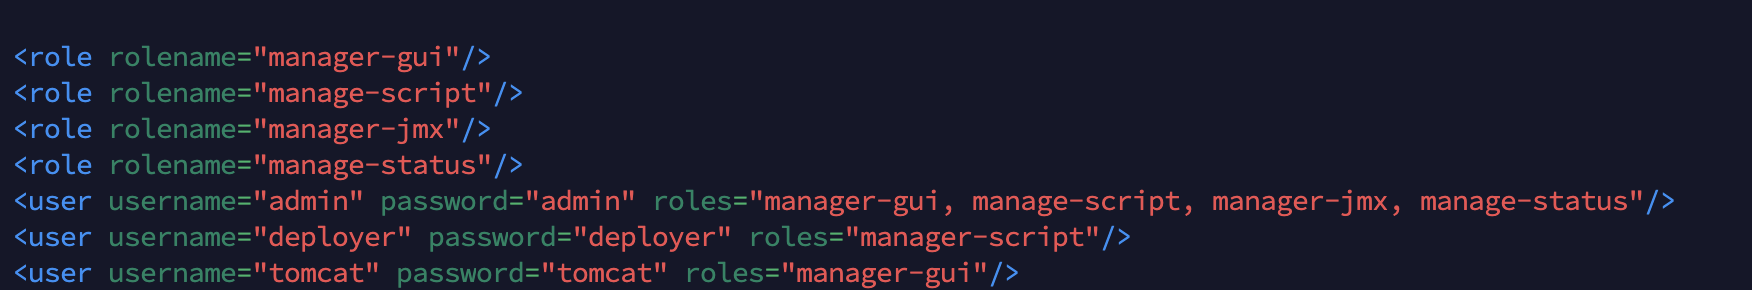 <role rolename="manager-gui"/>
<role rolename="manage-script"/>
<role rolename="manager-jmx"/>
<role rolename="manage-status"/>
<user username="admin" password="admin" roles="manager-gui, manage-script, manager-jmx, manage-status"/>
<user username="deployer" password="deployer" roles="manager-script"/>
<user username="tomcat" password="tomcat" roles="manager-gui"/>